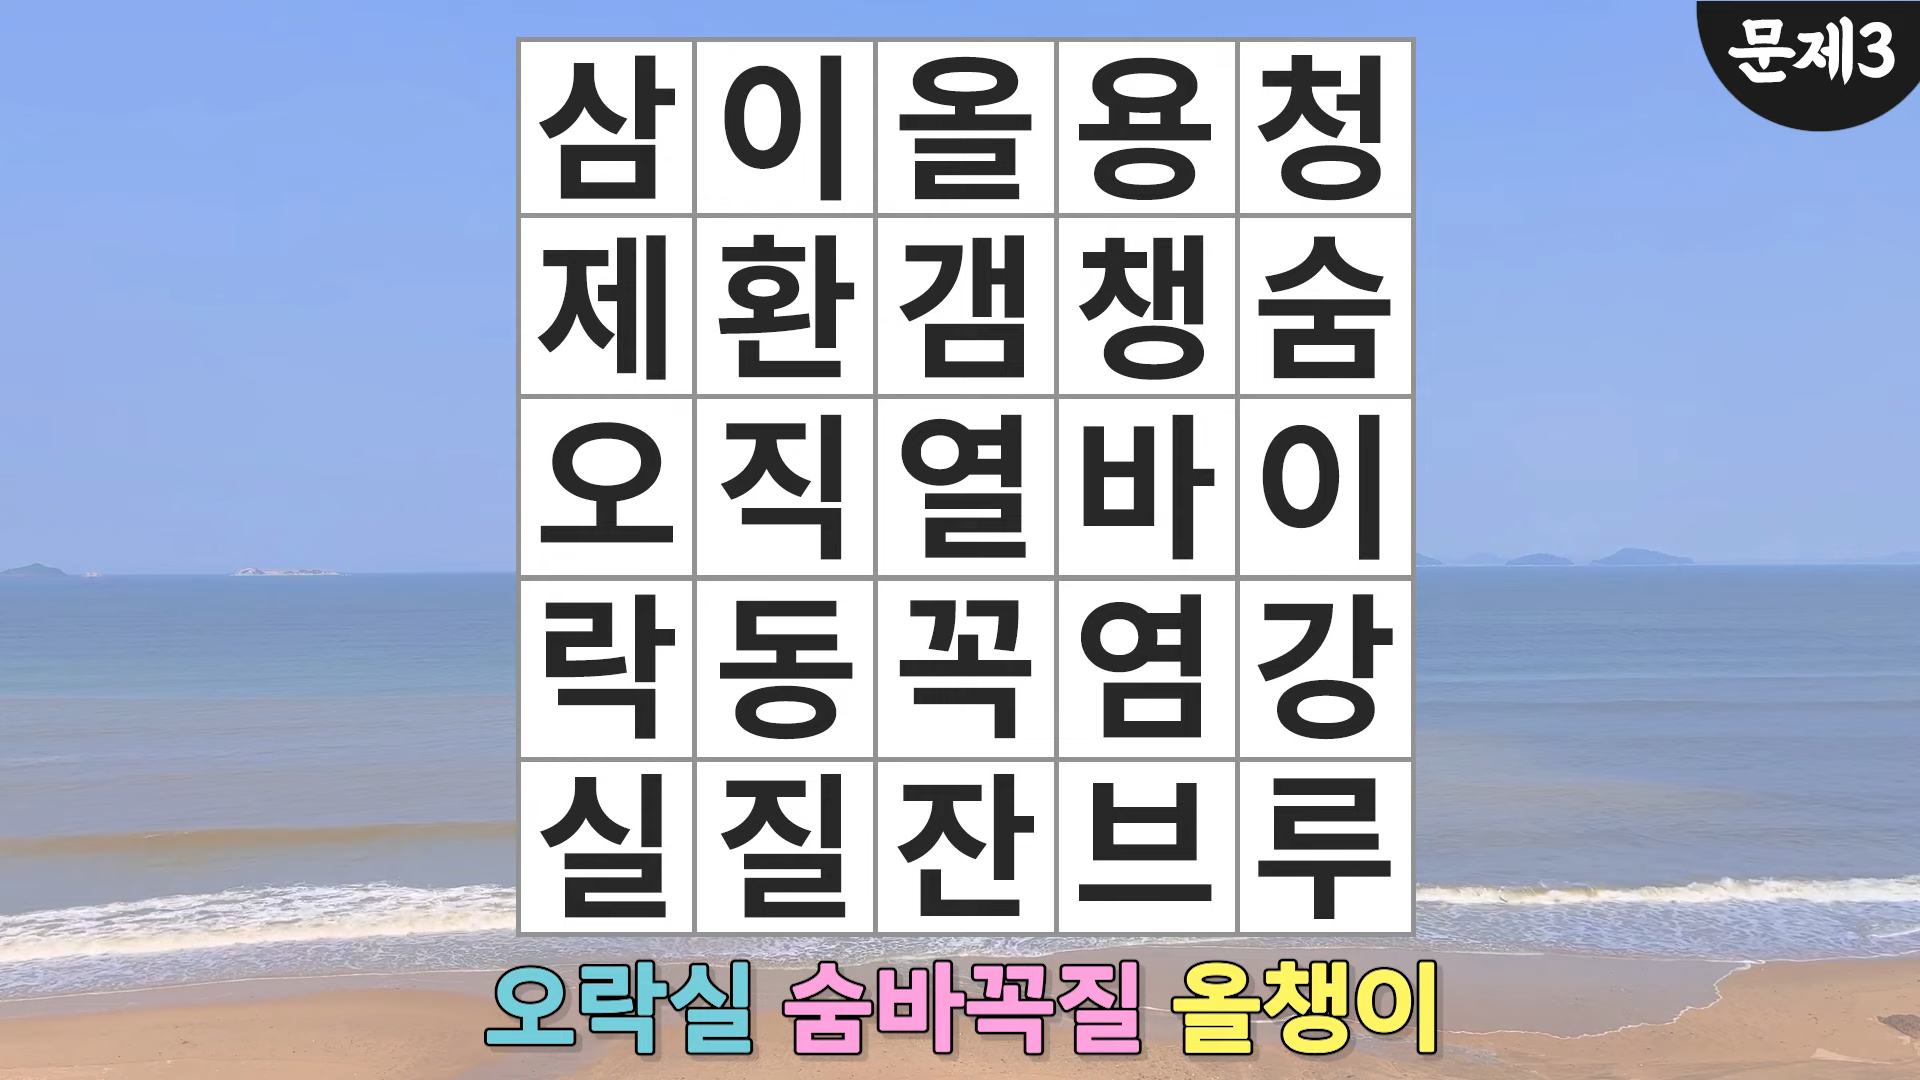 문제3
삼이올용청
제환갬챙숨
오직열바이
락동꼭염강
실질잔브루
오락실 숨바꼭질 올챙이